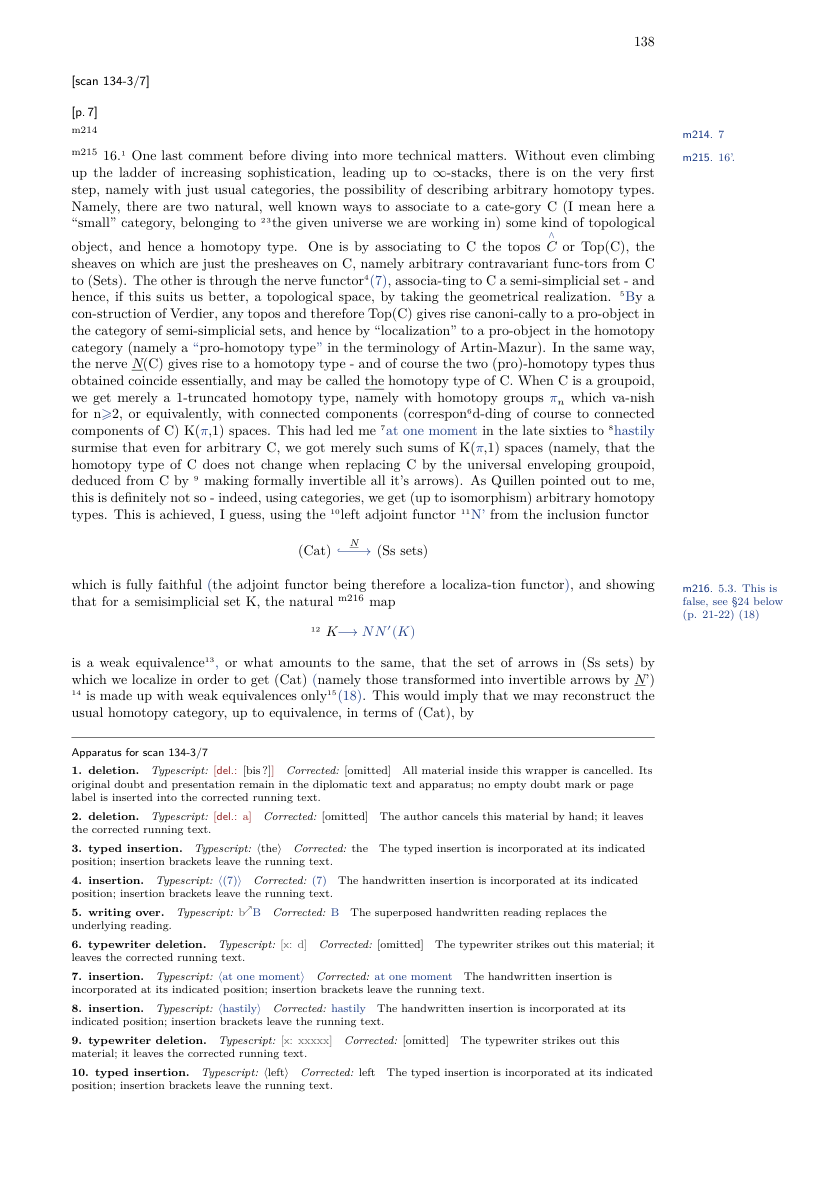 138
[scan 134-3/7]
[p. 7]
m214
m214. 7
m215 16.¹ One last comment before diving into more technical matters. Without even climbing
m215. 16'.
up the ladder of increasing sophistication, leading up to ∞-stacks, there is on the very first
step, namely with just usual categories, the possibility of describing arbitrary homotopy types.
Namely, there are two natural, well known ways to associate to a cate-gory C (I mean here a
“small” category, belonging to ²³the given universe we are working in) some kind of topological
object, and hence a homotopy type. One is by associating to C the topos Ĉ or Top(C), the
sheaves on which are just the presheaves on C, namely arbitrary contravariant func-tors from C
to (Sets). The other is through the nerve functor⁴(7), associa-ting to C a semi-simplicial set - and
hence, if this suits us better, a topological space, by taking the geometrical realization. ⁵By a
con-struction of Verdier, any topos and therefore Top(C) gives rise canoni-cally to a pro-object in
the category of semi-simplicial sets, and hence by “localization” to a pro-object in the homotopy
category (namely a “pro-homotopy type” in the terminology of Artin-Mazur). In the same way,
the nerve N(C) gives rise to a homotopy type - and of course the two (pro)-homotopy types thus
obtained coincide essentially, and may be called the homotopy type of C. When C is a groupoid,
we get merely a 1-truncated homotopy type, namely with homotopy groups πₙ which va-nish
for n⩾2, or equivalently, with connected components (correspon⁶d-ding of course to connected
components of C) K(π,1) spaces. This had led me ⁷at one moment in the late sixties to ⁸hastily
surmise that even for arbitrary C, we got merely such sums of K(π,1) spaces (namely, that the
homotopy type of C does not change when replacing C by the universal enveloping groupoid,
deduced from C by ⁹ making formally invertible all it’s arrows). As Quillen pointed out to me,
this is definitely not so - indeed, using categories, we get (up to isomorphism) arbitrary homotopy
types. This is achieved, I guess, using the ¹⁰left adjoint functor ¹¹N’ from the inclusion functor
(Cat) ↪ᴺ (Ss sets)
which is fully faithful (the adjoint functor being therefore a localiza-tion functor), and showing
that for a semisimplicial set K, the natural m216 map
m216. 5.3. This is
false, see §24 below
(p. 21-22) (18)
¹² K⟶ NN′(K)
is a weak equivalence¹³, or what amounts to the same, that the set of arrows in (Ss sets) by
which we localize in order to get (Cat) (namely those transformed into invertible arrows by N’)
¹⁴ is made up with weak equivalences only¹⁵(18). This would imply that we may reconstruct the
usual homotopy category, up to equivalence, in terms of (Cat), by
Apparatus for scan 134-3/7
1. deletion. Typescript: [del.: [bis ?]] Corrected: [omitted] All material inside this wrapper is cancelled. Its
original doubt and presentation remain in the diplomatic text and apparatus; no empty doubt mark or page
label is inserted into the corrected running text.
2. deletion. Typescript: [del.: a] Corrected: [omitted] The author cancels this material by hand; it leaves
the corrected running text.
3. typed insertion. Typescript: ⟨the⟩ Corrected: the The typed insertion is incorporated at its indicated
position; insertion brackets leave the running text.
4. insertion. Typescript: ⟨(7)⟩ Corrected: (7) The handwritten insertion is incorporated at its indicated
position; insertion brackets leave the running text.
5. writing over. Typescript: b↗B Corrected: B The superposed handwritten reading replaces the
underlying reading.
6. typewriter deletion. Typescript: [x: d] Corrected: [omitted] The typewriter strikes out this material; it
leaves the corrected running text.
7. insertion. Typescript: ⟨at one moment⟩ Corrected: at one moment The handwritten insertion is
incorporated at its indicated position; insertion brackets leave the running text.
8. insertion. Typescript: ⟨hastily⟩ Corrected: hastily The handwritten insertion is incorporated at its
indicated position; insertion brackets leave the running text.
9. typewriter deletion. Typescript: [x: xxxxx] Corrected: [omitted] The typewriter strikes out this
material; it leaves the corrected running text.
10. typed insertion. Typescript: ⟨left⟩ Corrected: left The typed insertion is incorporated at its indicated
position; insertion brackets leave the running text.